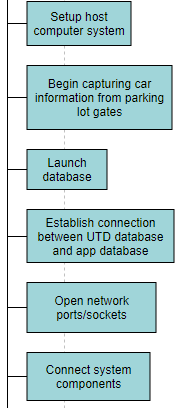 Setup host
computer system
Begin capturing car
information from parking
lot gates
Launch
database
Establish connection
between UTD database
and app database
Open network
ports/sockets
Connect system
components